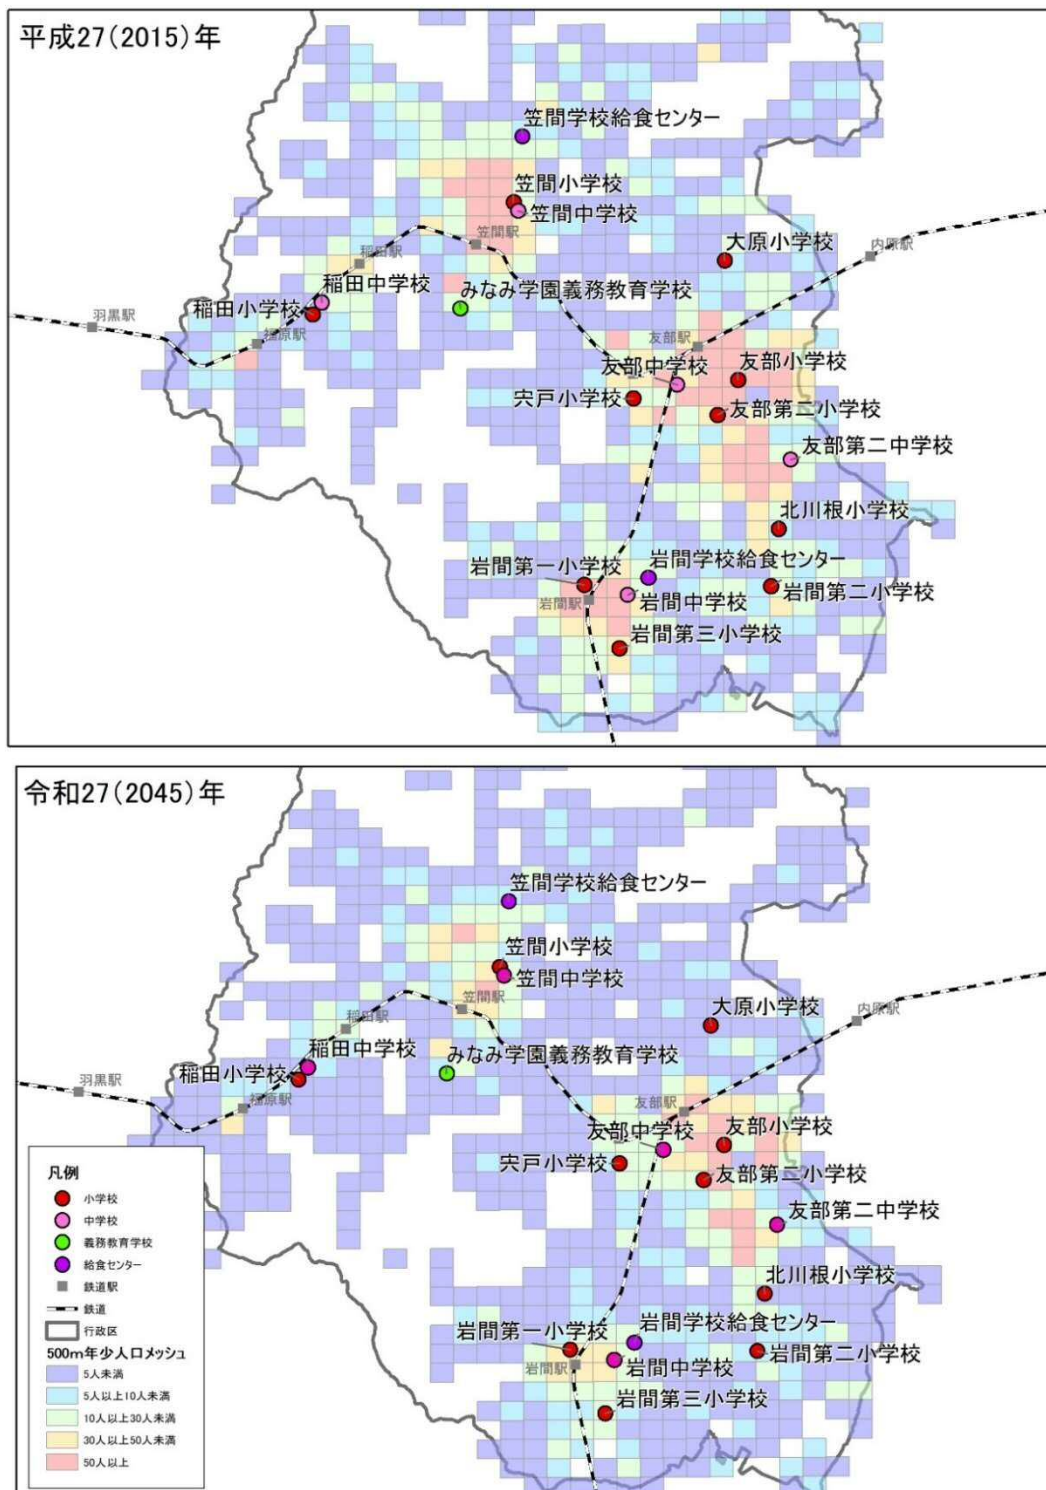 平成27(2015)年
笠間学校給食センター
笠間小学校
笠間中学校
笠間駅
大原小学校
内原駅
稲田駅
稲田中学校
みなみ学園義務教育学校
稲田小学校
羽黒駅
福原駅
友部駅
友部中学校
友部小学校
宍戸小学校
友部第二小学校
友部第二中学校
北川根小学校
岩間第一小学校
岩間学校給食センター
岩間駅
岩間中学校
岩間第二小学校
岩間第三小学校
令和27(2045)年
笠間学校給食センター
笠間小学校
笠間中学校
笠間駅
大原小学校
内原駅
稲田駅
稲田中学校
みなみ学園義務教育学校
稲田小学校
羽黒駅
福原駅
友部駅
友部中学校
友部小学校
宍戸小学校
友部第二小学校
友部第二中学校
北川根小学校
岩間第一小学校
岩間学校給食センター
岩間駅
岩間中学校
岩間第二小学校
岩間第三小学校
凡例
小学校
中学校
義務教育学校
給食センター
鉄道駅
鉄道
行政区
500m年少人口メッシュ
5人未満
5人以上10人未満
10人以上30人未満
30人以上50人未満
50人以上